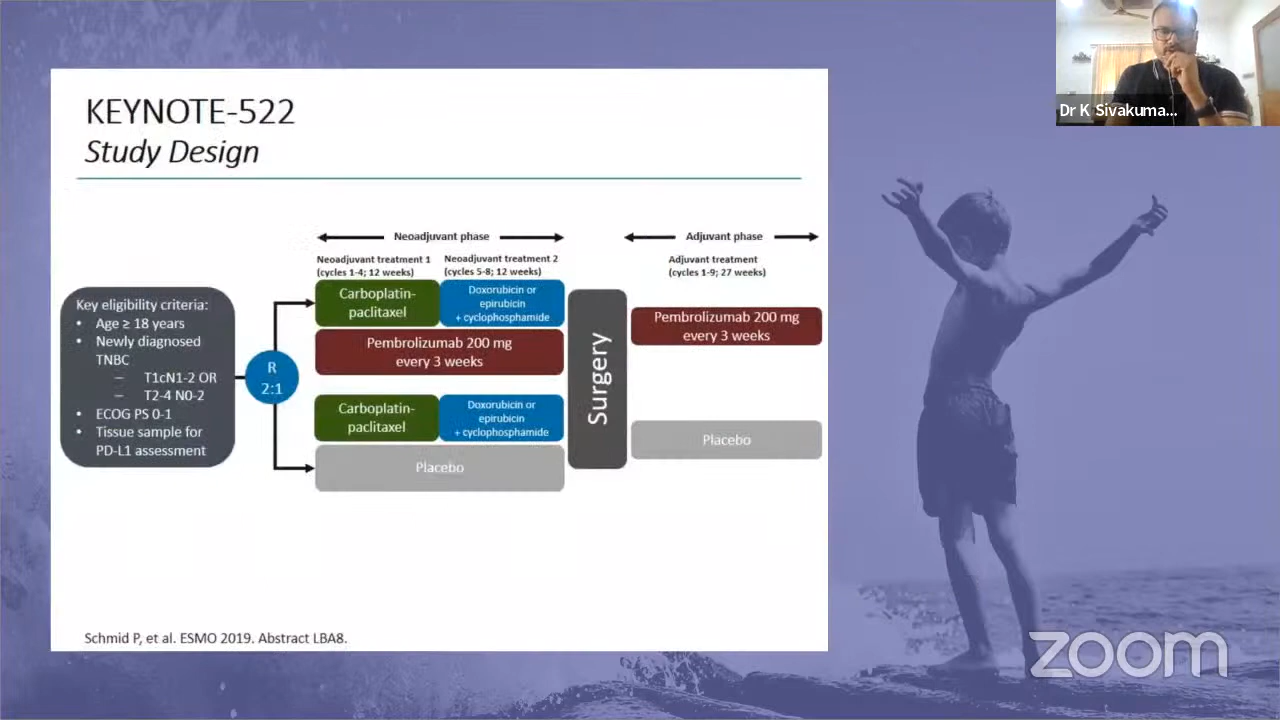 Dr K Sivakuma...
KEYNOTE-522
Study Design
Neoadjuvant phase
Adjuvant phase
Neoadjuvant treatment 1
(cycles 1-4; 12 weeks)
Neoadjuvant treatment 2
(cycles 5-8; 12 weeks)
Adjuvant treatment
(cycles 1-9; 27 weeks)
Key eligibility criteria:
• Age ≥ 18 years
• Newly diagnosed
TNBC
– T1cN1-2 OR
– T2-4 N0-2
• ECOG PS 0-1
• Tissue sample for
PD-L1 assessment
R
2:1
Carboplatin-
paclitaxel
Doxorubicin or
epirubicin
+ cyclophosphamide
Pembrolizumab 200 mg
every 3 weeks
Carboplatin-
paclitaxel
Doxorubicin or
epirubicin
+ cyclophosphamide
Placebo
Surgery
Pembrolizumab 200 mg
every 3 weeks
Placebo
Schmid P, et al. ESMO 2019. Abstract LBA8.
zoom